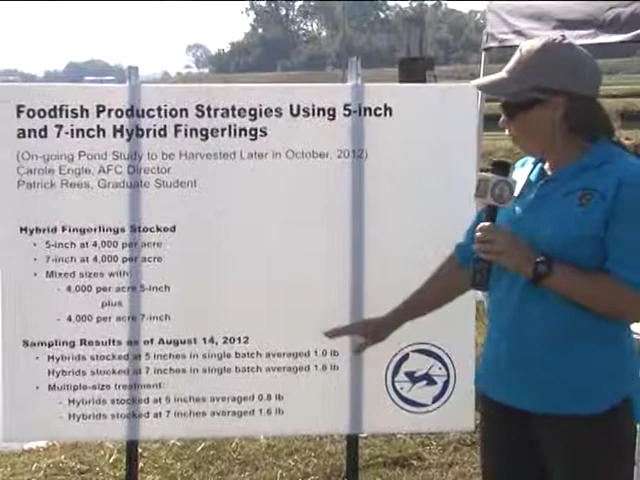 Foodfish Production Strategies Using 5-inch
and 7-inch Hybrid Fingerlings
(On-going Pond Study to be Harvested Later in October, 2012)
Carole Engle, AFC Director
Patrick Rees, Graduate Student
Hybrid Fingerlings Stocked
• 5-inch at 4,000 per acre
• 7-inch at 4,000 per acre
• Mixed sizes with:
- 4,000 per acre 5-inch
plus
- 4,000 per acre 7-inch
Sampling Results as of August 14, 2012
• Hybrids stocked at 5 inches in single batch averaged 1.0 lb
Hybrids stocked at 7 inches in single batch averaged lb
• Multiple-size treatment:
- Hybrids stocked at 5 inches averaged 0.8 lb
- Hybrids stocked at 7 inches averaged 1.6 lb